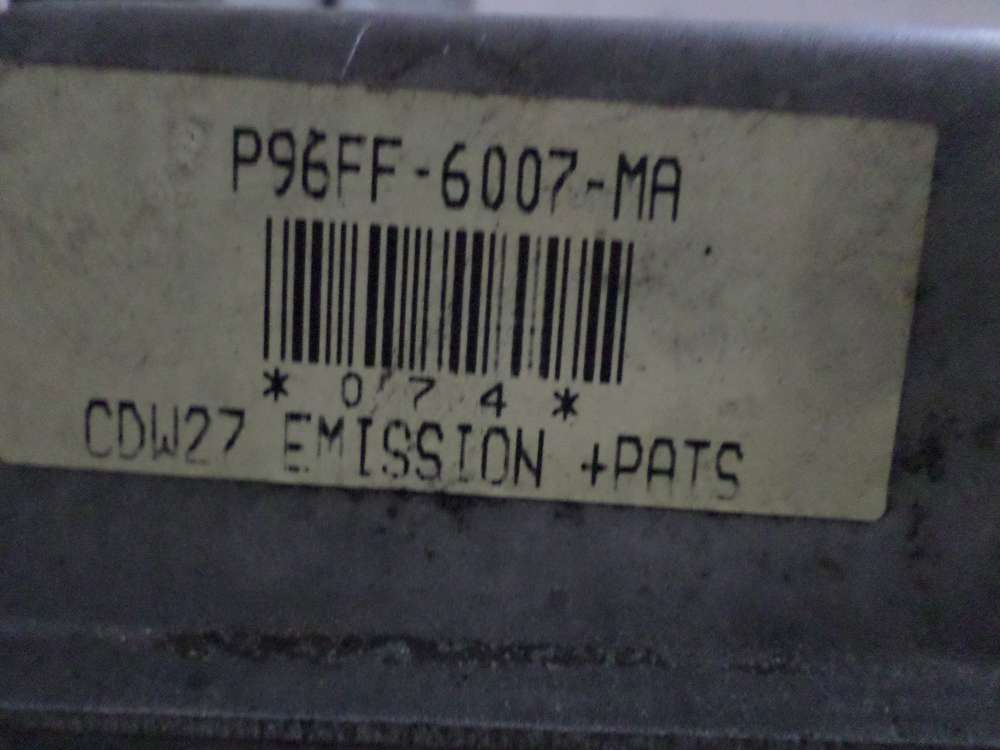 P96FF-6007-MA
*074*
CDW27 EMISSION +PATS